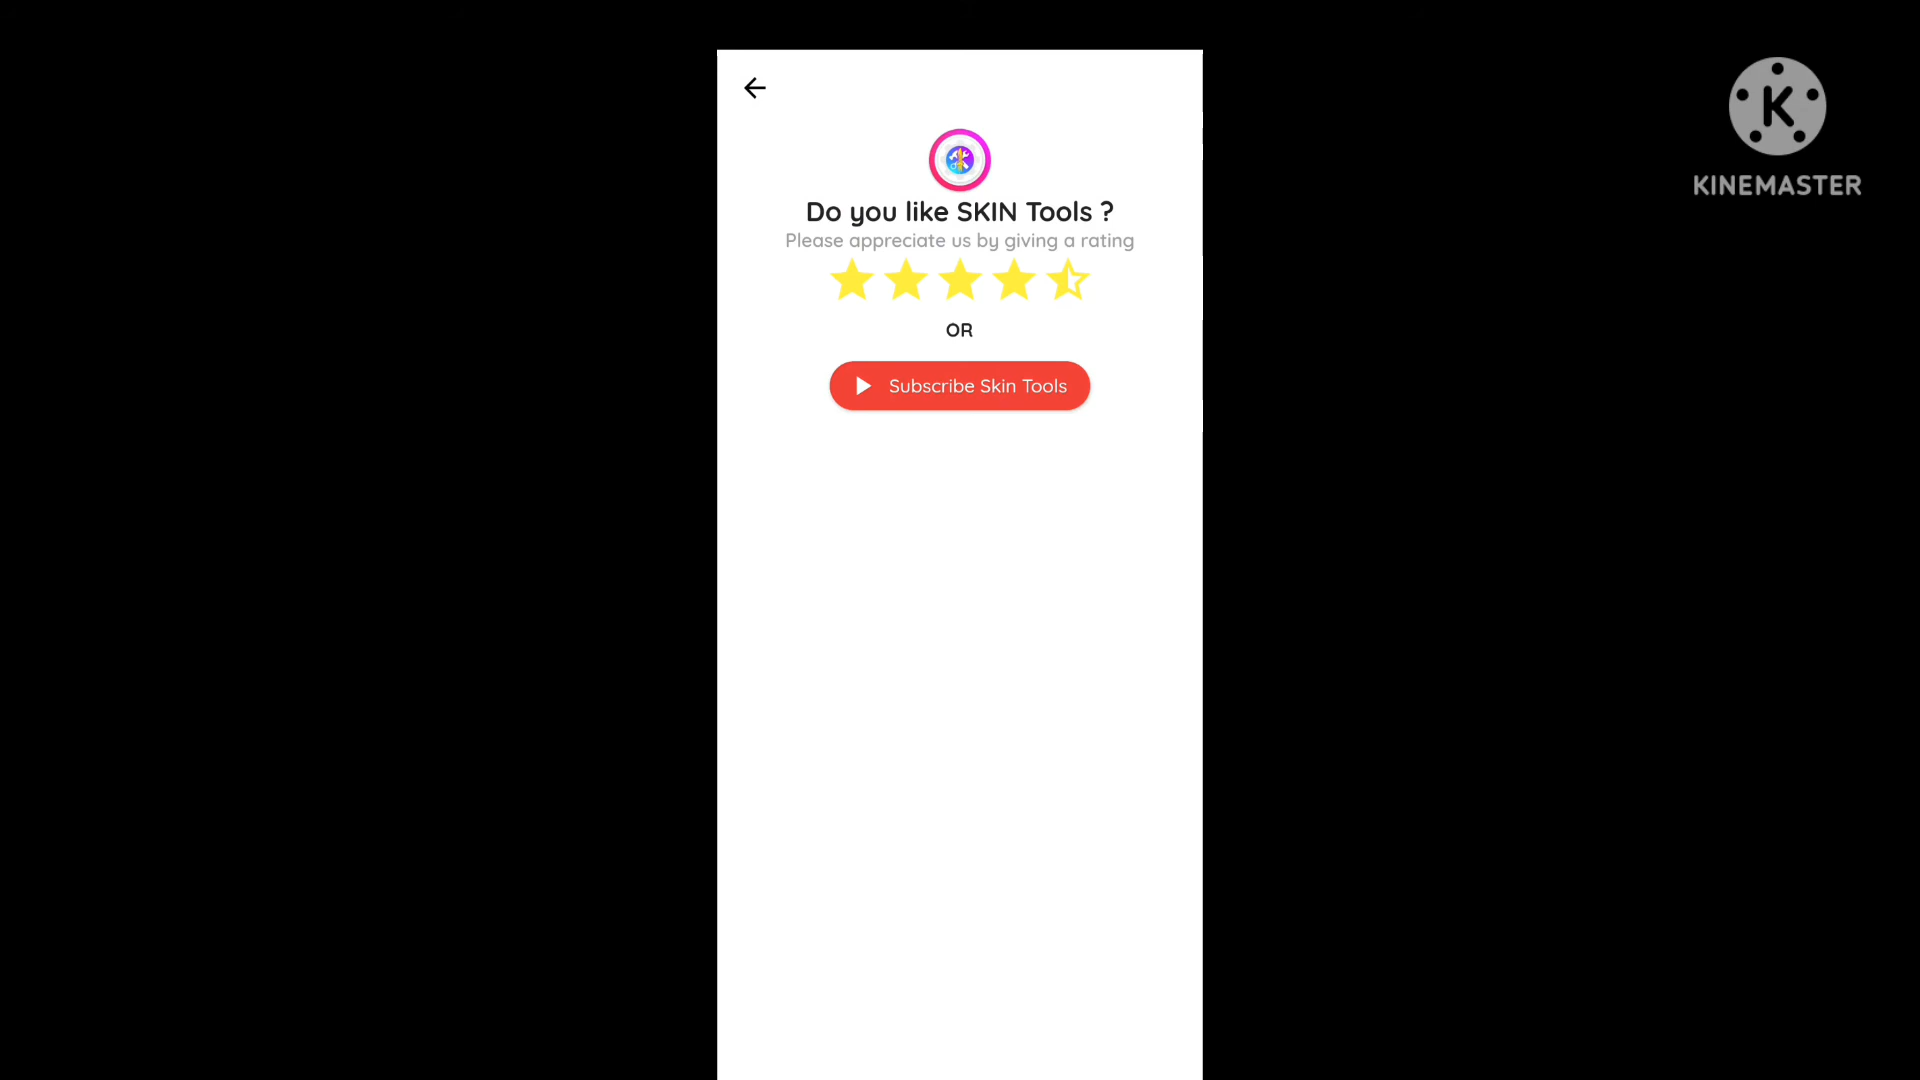 Do you like SKIN Tools ?
Please appreciate us by giving a rating
OR
Subscribe Skin Tools
K
KINEMASTER